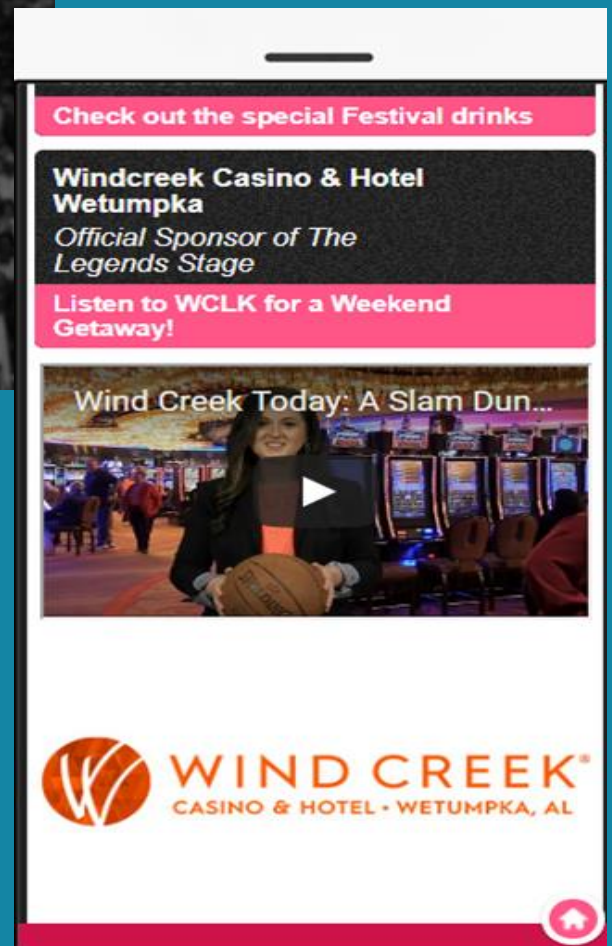 Check out the special Festival drinks
Windcreek Casino & Hotel
Wetumpka
Official Sponsor of The
Legends Stage
Listen to WCLK for a Weekend
Getaway!
Wind Creek Today: A Slam Dun...
SPALDING
W WIND CREEK®
CASINO & HOTEL • WETUMPKA, AL